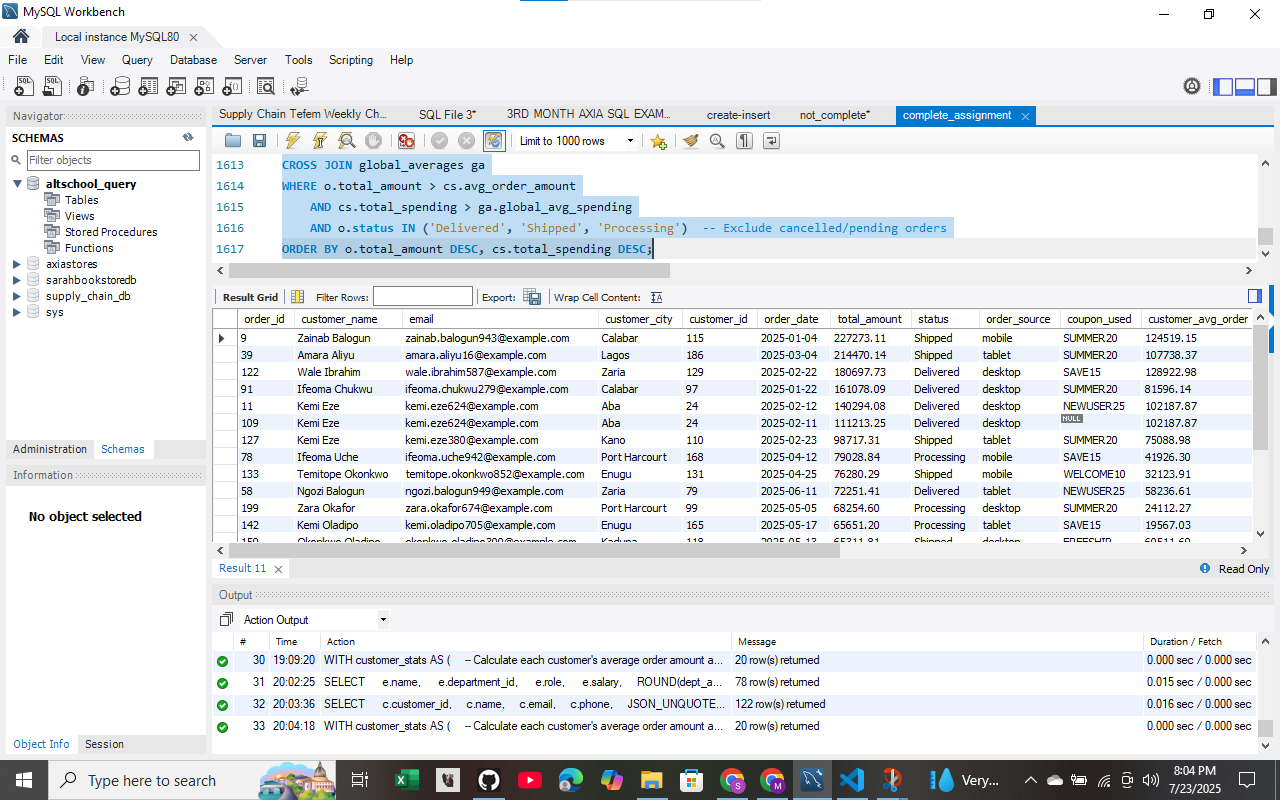 MySQL Workbench
Local instance MySQL80
File Edit View Query Database Server Tools Scripting Help
Navigator
SCHEMAS
Filter objects
altschool_query
Tables
Views
Stored Procedures
Functions
axiastores
sarahbookstoredb
supply_chain_db
sys
Administration Schemas
Information
No object selected
Object Info Session
Supply Chain Tefem Weekly Ch... SQL File 3* 3RD MONTH AXIA SQL EXAM... create-insert not_complete* complete_assignment
Limit to 1000 rows
1613 CROSS JOIN global_averages ga
1614 WHERE o.total_amount > cs.avg_order_amount
1615 AND cs.total_spending > ga.global_avg_spending
1616 AND o.status IN ('Delivered', 'Shipped', 'Processing') -- Exclude cancelled/pending orders
1617 ORDER BY o.total_amount DESC, cs.total_spending DESC;
Result Grid Filter Rows: Export: Wrap Cell Content:
order_id customer_name email customer_city customer_id order_date total_amount status order_source coupon_used customer_avg_order
9 Zainab Balogun zainab.balogun943@example.com Calabar 115 2025-01-04 227273.11 Shipped mobile SUMMER20 124519.15
39 Amara Aliyu amara.aliyu16@example.com Lagos 186 2025-03-04 214470.14 Shipped tablet SUMMER20 107738.37
122 Wale Ibrahim wale.ibrahim587@example.com Zaria 129 2025-02-22 180697.73 Delivered desktop SAVE15 128922.98
91 Ifeoma Chukwu ifeoma.chukwu279@example.com Calabar 97 2025-01-22 161078.09 Delivered desktop SUMMER20 81596.14
11 Kemi Eze kemi.eze624@example.com Aba 24 2025-02-12 140294.08 Delivered desktop NEWUSER25 102187.87
109 Kemi Eze kemi.eze624@example.com Aba 24 2025-02-11 111213.25 Delivered desktop NULL 102187.87
127 Kemi Eze kemi.eze380@example.com Kano 110 2025-02-23 98717.31 Shipped tablet SUMMER20 75088.98
78 Ifeoma Uche ifeoma.uche942@example.com Port Harcourt 168 2025-04-12 79028.84 Processing mobile SAVE15 41926.30
133 Temitope Okonkwo temitope.okonkwo852@example.com Enugu 131 2025-04-25 76280.29 Shipped mobile WELCOME10 32123.91
58 Ngozi Balogun ngozi.balogun949@example.com Zaria 79 2025-06-11 72251.41 Delivered tablet NEWUSER25 58236.61
199 Zara Okafor zara.okafor674@example.com Port Harcourt 99 2025-05-05 68254.60 Processing desktop SUMMER20 24112.27
142 Kemi Oladipo kemi.oladipo705@example.com Enugu 165 2025-05-17 65651.20 Processing tablet SAVE15 19567.03
Result 11 Read Only
Output
Action Output
# Time Action Message Duration / Fetch
30 19:09:20 WITH customer_stats AS ( -- Calculate each customer's average order amount a... 20 row(s) returned 0.000 sec / 0.000 sec
31 20:02:25 SELECT e.name, e.department_id, e.role, e.salary, ROUND(dept_a... 78 row(s) returned 0.015 sec / 0.000 sec
32 20:03:36 SELECT c.customer_id, c.name, c.email, c.phone, JSON_UNQUOTE... 122 row(s) returned 0.016 sec / 0.000 sec
33 20:04:18 WITH customer_stats AS ( -- Calculate each customer's average order amount a... 20 row(s) returned 0.000 sec / 0.000 sec
Type here to search
Very...
8:04 PM
7/23/2025